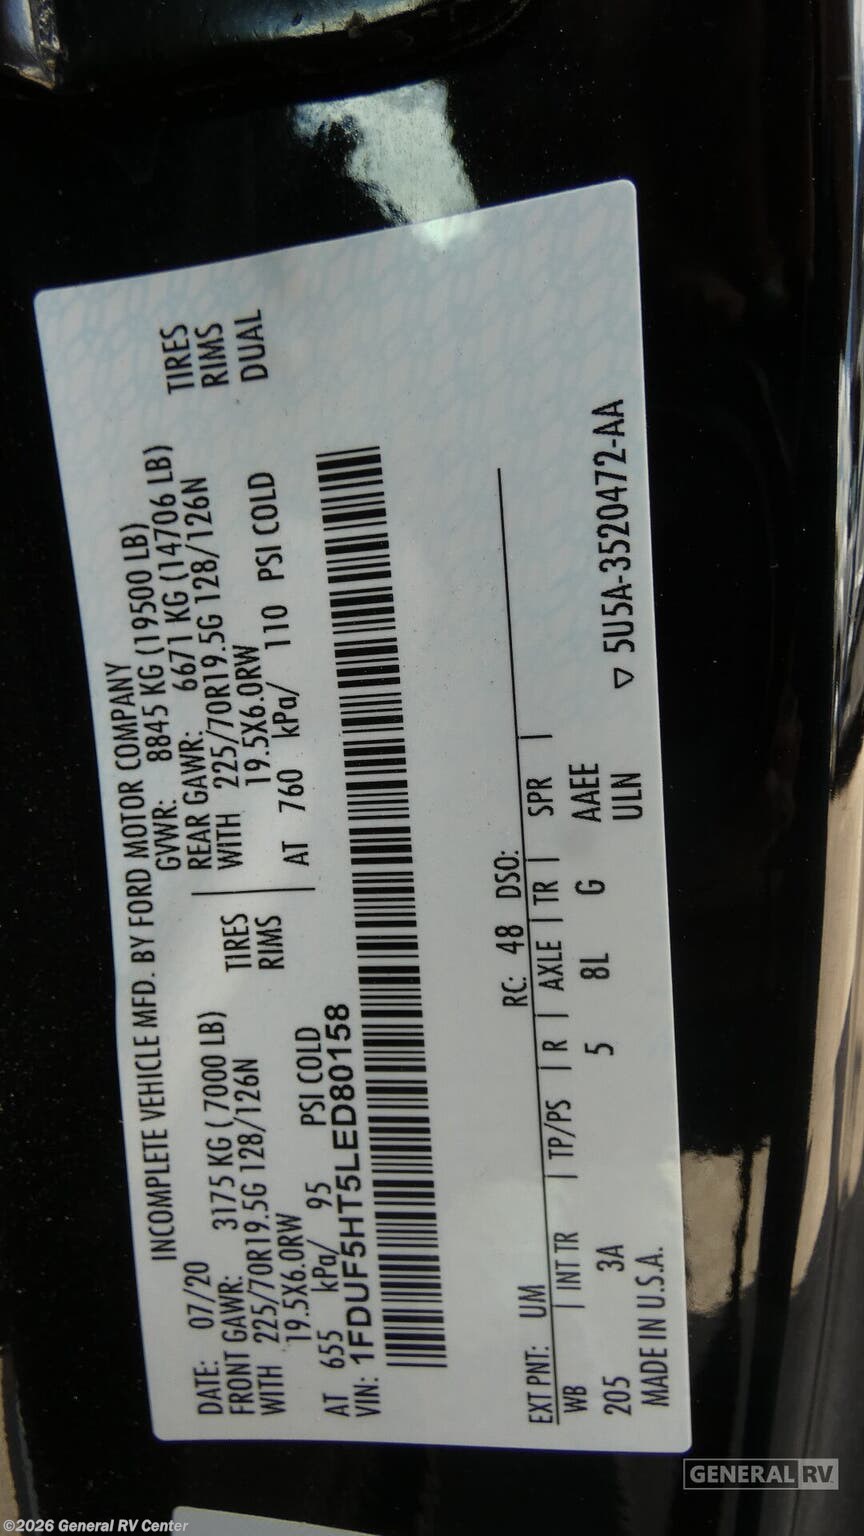 INCOMPLETE VEHICLE MFD. BY FORD MOTOR COMPANY
DATE: 07/20 GVWR: 8845 KG (19500 LB)
FRONT GAWR: 3175 KG ( 7000 LB) REAR GAWR: 6671 KG (14706 LB)
WITH 225/70R19.5G 128/126N TIRES WITH 225/70R19.5G 128/126N TIRES
19.5X6.0RW RIMS 19.5X6.0RW RIMS
AT 655 kPa/ 95 PSI COLD AT 760 kPa/ 110 PSI COLD DUAL
VIN: 1FDUF5HT5LED80158
EXT PNT: UM RC: 48 DSO:
WB | INT TR | TP/PS | R | AXLE | TR | SPR |
205 3A 5 8L G AAEE
MADE IN U.S.A. ULN ▽ 5U5A-3520472-AA
GENERAL RV
©2026 General RV Center